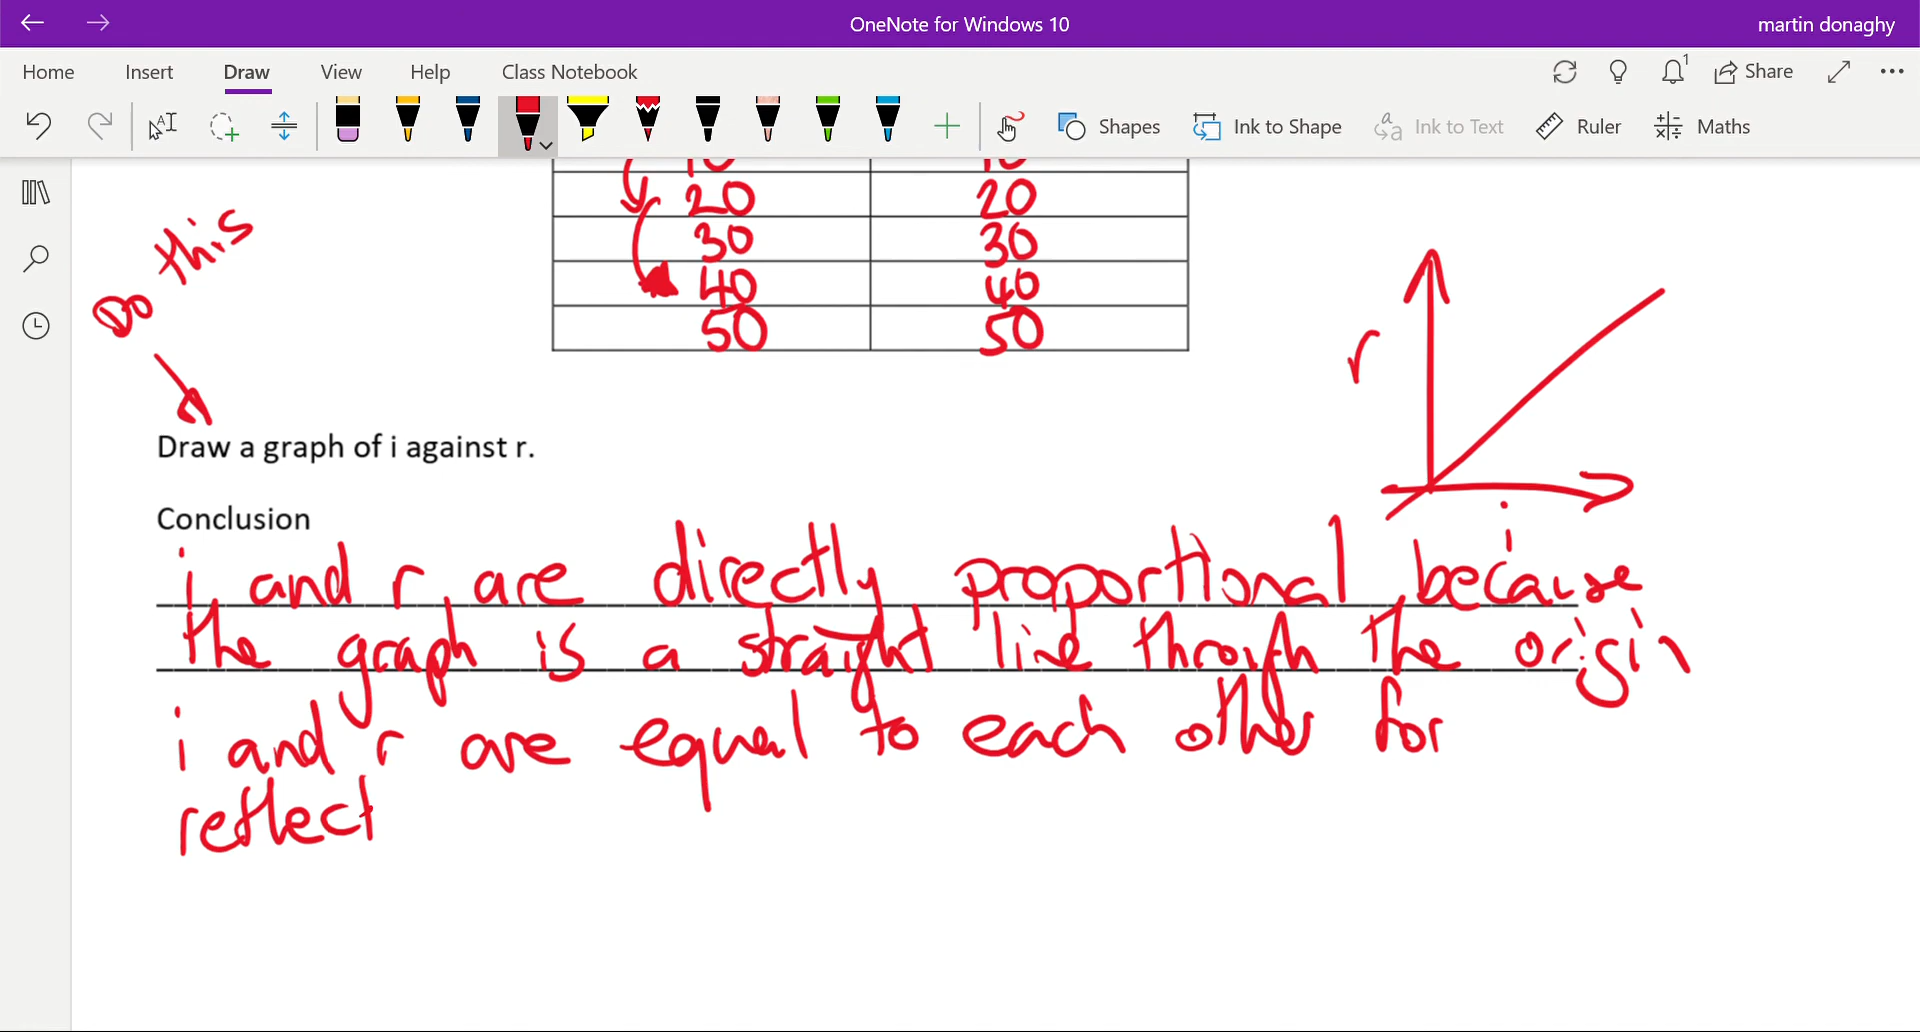 OneNote for Windows 10
martin donaghy
Home Insert Draw View Help Class Notebook
1 Share
Shapes Ink to Shape Ink to Text Ruler Maths
10 10
20 20
30 30
40 40
50 50
Do this
r
i
Draw a graph of i against r.
Conclusion
i and r are directly proportional because
the graph is a straight line through the origin
i and r are equal to each other for
reflect